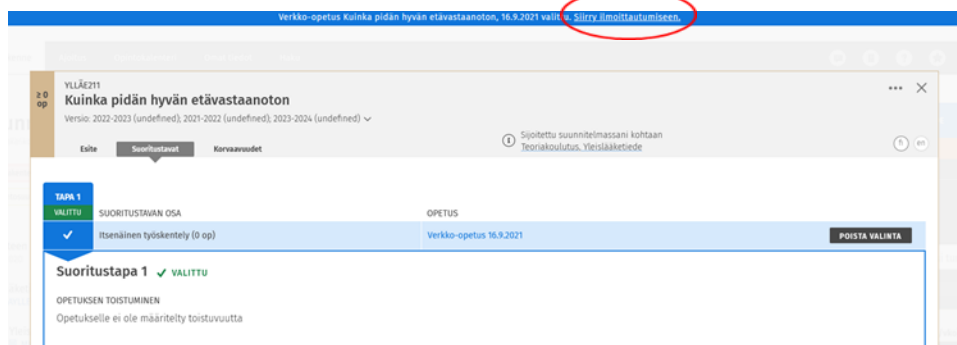 Verkko-opetus Kuinka pidän hyvän etävastaanoton, 16.9.2021 valittu. Siirry ilmoittautumiseen.
≥ 0 op
YLLÄE211
Kuinka pidän hyvän etävastaanoton
Versio: 2022-2023 (undefined); 2021-2022 (undefined); 2023-2024 (undefined)
Sijoitettu suunnitelmassani kohtaan
Teoriakoulutus, Yleislääketiede
fi en
Esite Suoritustavat Korvaavuudet
TAPA 1
VALITTU SUORITUSTAVAN OSA OPETUS
Itsenäinen työskentely (0 op) Verkko-opetus 16.9.2021 POISTA VALINTA
Suoritustapa 1 VALITTU
OPETUKSEN TOISTUMINEN
Opetukselle ei ole määritelty toistuvuutta